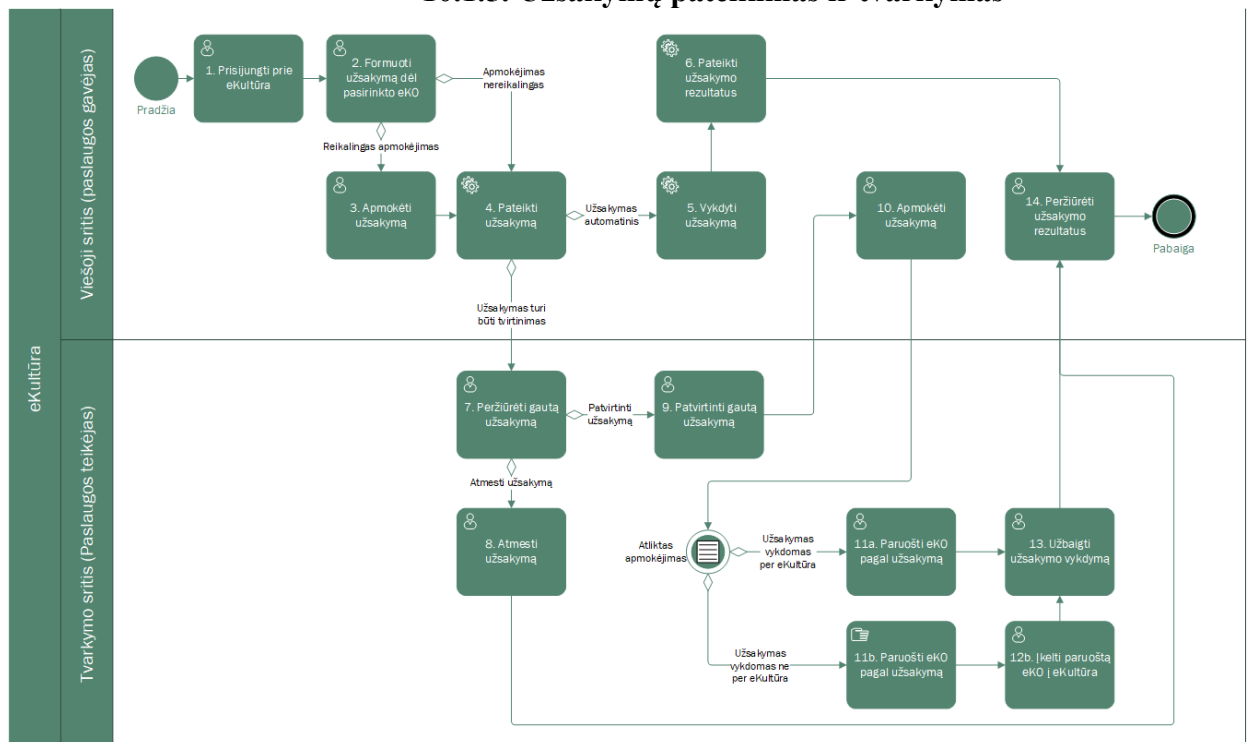 10.1.3. Užsakymų pateikimas ir tvarkymas
eKultūra
Viešoji sritis (paslaugos gavėjas)
Pradžia
1. Prisijungti prie
eKultūra
2. Formuoti
užsakymą dėl
pasirinkto eKO
Apmokėjimas
nereikalingas
Reikalingas apmokėjimas
3. Apmokėti
užsakymą
4. Pateikti
užsakymą
Užsakymas
automatinis
5. Vykdyti
užsakymą
6. Pateikti
užsakymo
rezultatus
10. Apmokėti
užsakymą
14. Peržiūrėti
užsakymo
rezultatus
Pabaiga
Užsakymas turi
būti tvirtinimas
Tvarkymo sritis (Paslaugos teikėjas)
7. Peržiūrėti gautą
užsakymą
Patvirtinti
užsakymą
9. Patvirtinti gautą
užsakymą
Atmesti užsakymą
8. Atmesti
užsakymą
Atliktas
apmokėjimas
Užsakymas
vykdomas
per eKultūra
11a. Paruošti eKO
pagal užsakymą
13. Užbaigti
užsakymo vykdymą
Užsakymas
vykdomas ne
per eKultūra
11b. Paruošti eKO
pagal užsakymą
12b. Įkelti paruoštą
eKO į eKultūra